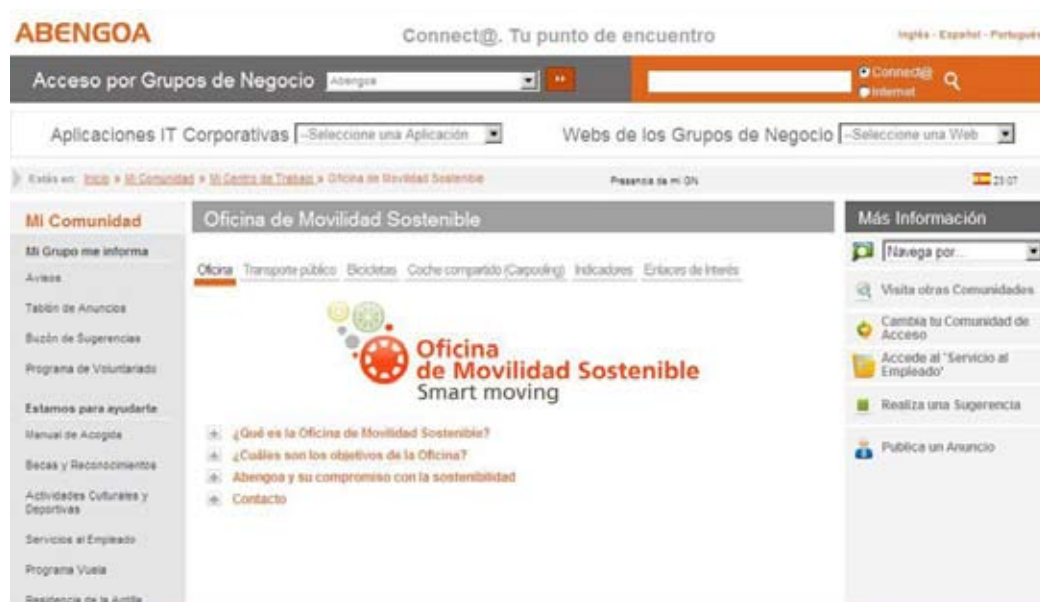 ABENGOA
Connect@. Tu punto de encuentro
Inglés - Español - Portugués
Acceso por Grupos de Negocio
Abengoa
Connect@
Internet
Aplicaciones IT Corporativas
--Seleccione una Aplicación
Webs de los Grupos de Negocio
--Seleccione una Web
Estás en: Inicio » Mi Comunidad » Mi Centro de Trabajo » Oficina de Movilidad Sostenible
Presencia de mi GN
Mi Comunidad
Mi Grupo me informa
Avisos
Tablón de Anuncios
Buzón de Sugerencias
Programa de Voluntariado
Estamos para ayudarte
Manual de Acogida
Becas y Reconocimientos
Actividades Culturales y
Deportivas
Servicios al Empleado
Programa Vuela
Residencia de la Antilla
Oficina de Movilidad Sostenible
Oficina Transporte público Bicicletas Coche compartido (Carpooling) Indicadores Enlaces de Interés
Oficina
de Movilidad Sostenible
Smart moving
¿Qué es la Oficina de Movilidad Sostenible?
¿Cuáles son los objetivos de la Oficina?
Abengoa y su compromiso con la sostenibilidad
Contacto
Más Información
Navega por...
Visita otras Comunidades
Cambia tu Comunidad de
Acceso
Accede al 'Servicio al
Empleado'
Realiza una Sugerencia
Publica un Anuncio